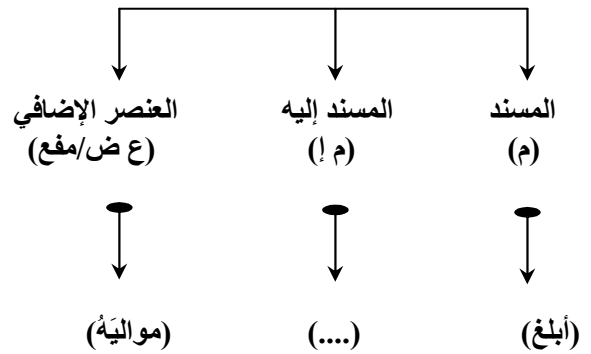 المسند المسند إليه العنصر الإضافي
(م) (م إ) (ع ض/مفع)
(أبلغ) (....) (مواليَهُ)